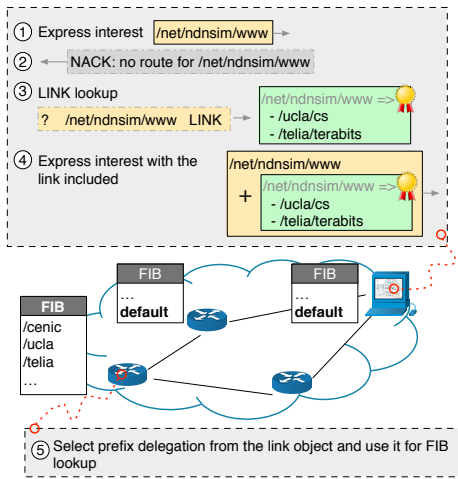 1 Express interest /net/ndnsim/www
2 NACK: no route for /net/ndnsim/www
3 LINK lookup
/net/ndnsim/www =>
? /net/ndnsim/www LINK
- /ucla/cs
- /telia/terabits
4 Express interest with the
link included
/net/ndnsim/www
+
/net/ndnsim/www =>
- /ucla/cs
- /telia/terabits
FIB
...
default
FIB
...
default
FIB
/cenic
/ucla
/telia
...
5 Select prefix delegation from the link object and use it for FIB
lookup